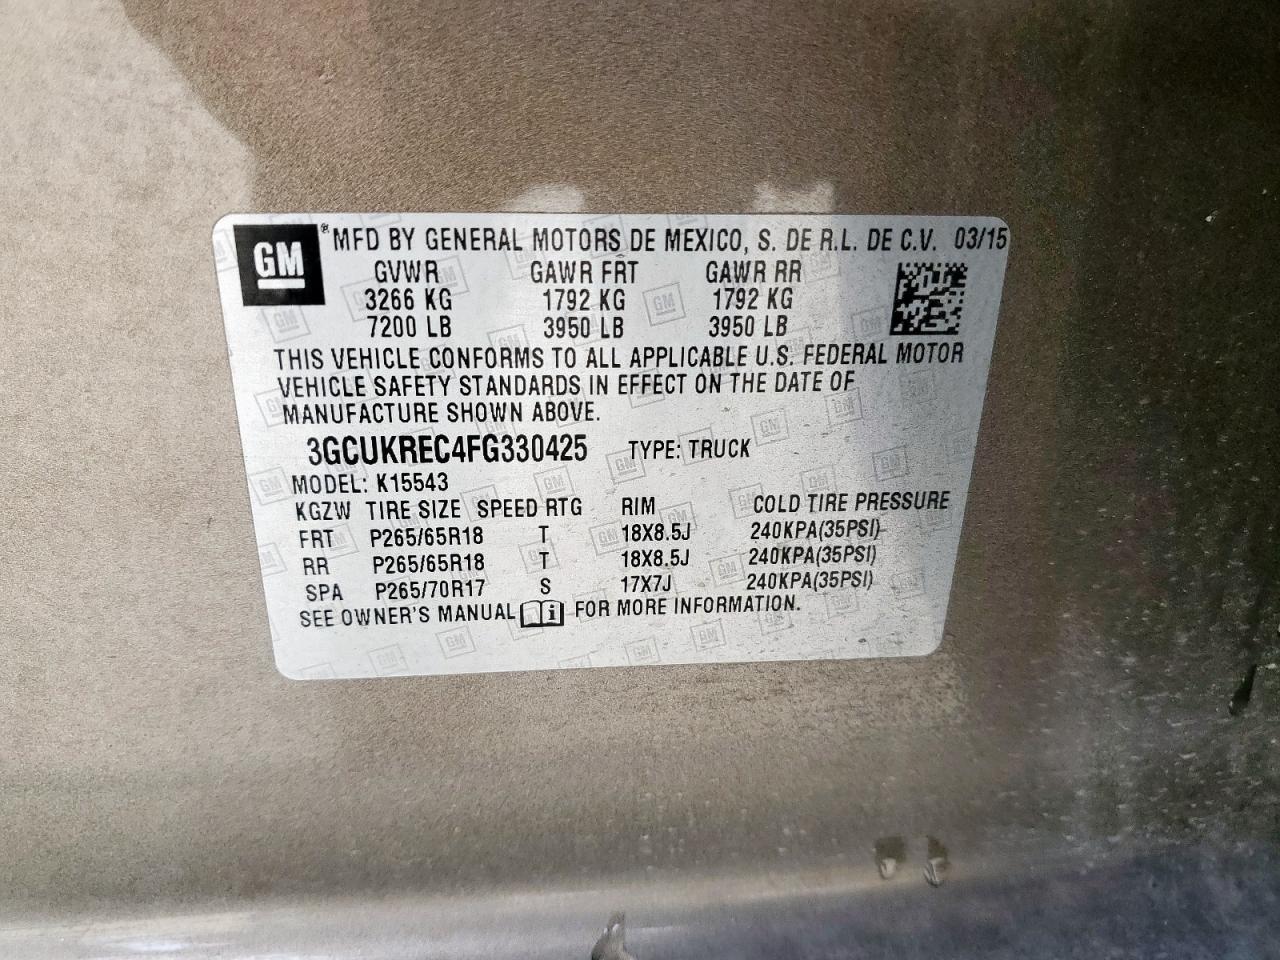 GM ® MFD BY GENERAL MOTORS DE MEXICO, S. DE R.L. DE C.V. 03/15
GVWR GAWR FRT GAWR RR
3266 KG 1792 KG 1792 KG
7200 LB 3950 LB 3950 LB
THIS VEHICLE CONFORMS TO ALL APPLICABLE U.S. FEDERAL MOTOR
VEHICLE SAFETY STANDARDS IN EFFECT ON THE DATE OF
MANUFACTURE SHOWN ABOVE.
3GCUKREC4FG330425 TYPE: TRUCK
MODEL: K15543
KGZW TIRE SIZE SPEED RTG RIM COLD TIRE PRESSURE
FRT P265/65R18 T 18X8.5J 240KPA(35PSI)
RR P265/65R18 T 18X8.5J 240KPA(35PSI)
SPA P265/70R17 S 17X7J 240KPA(35PSI)
SEE OWNER'S MANUAL i FOR MORE INFORMATION.